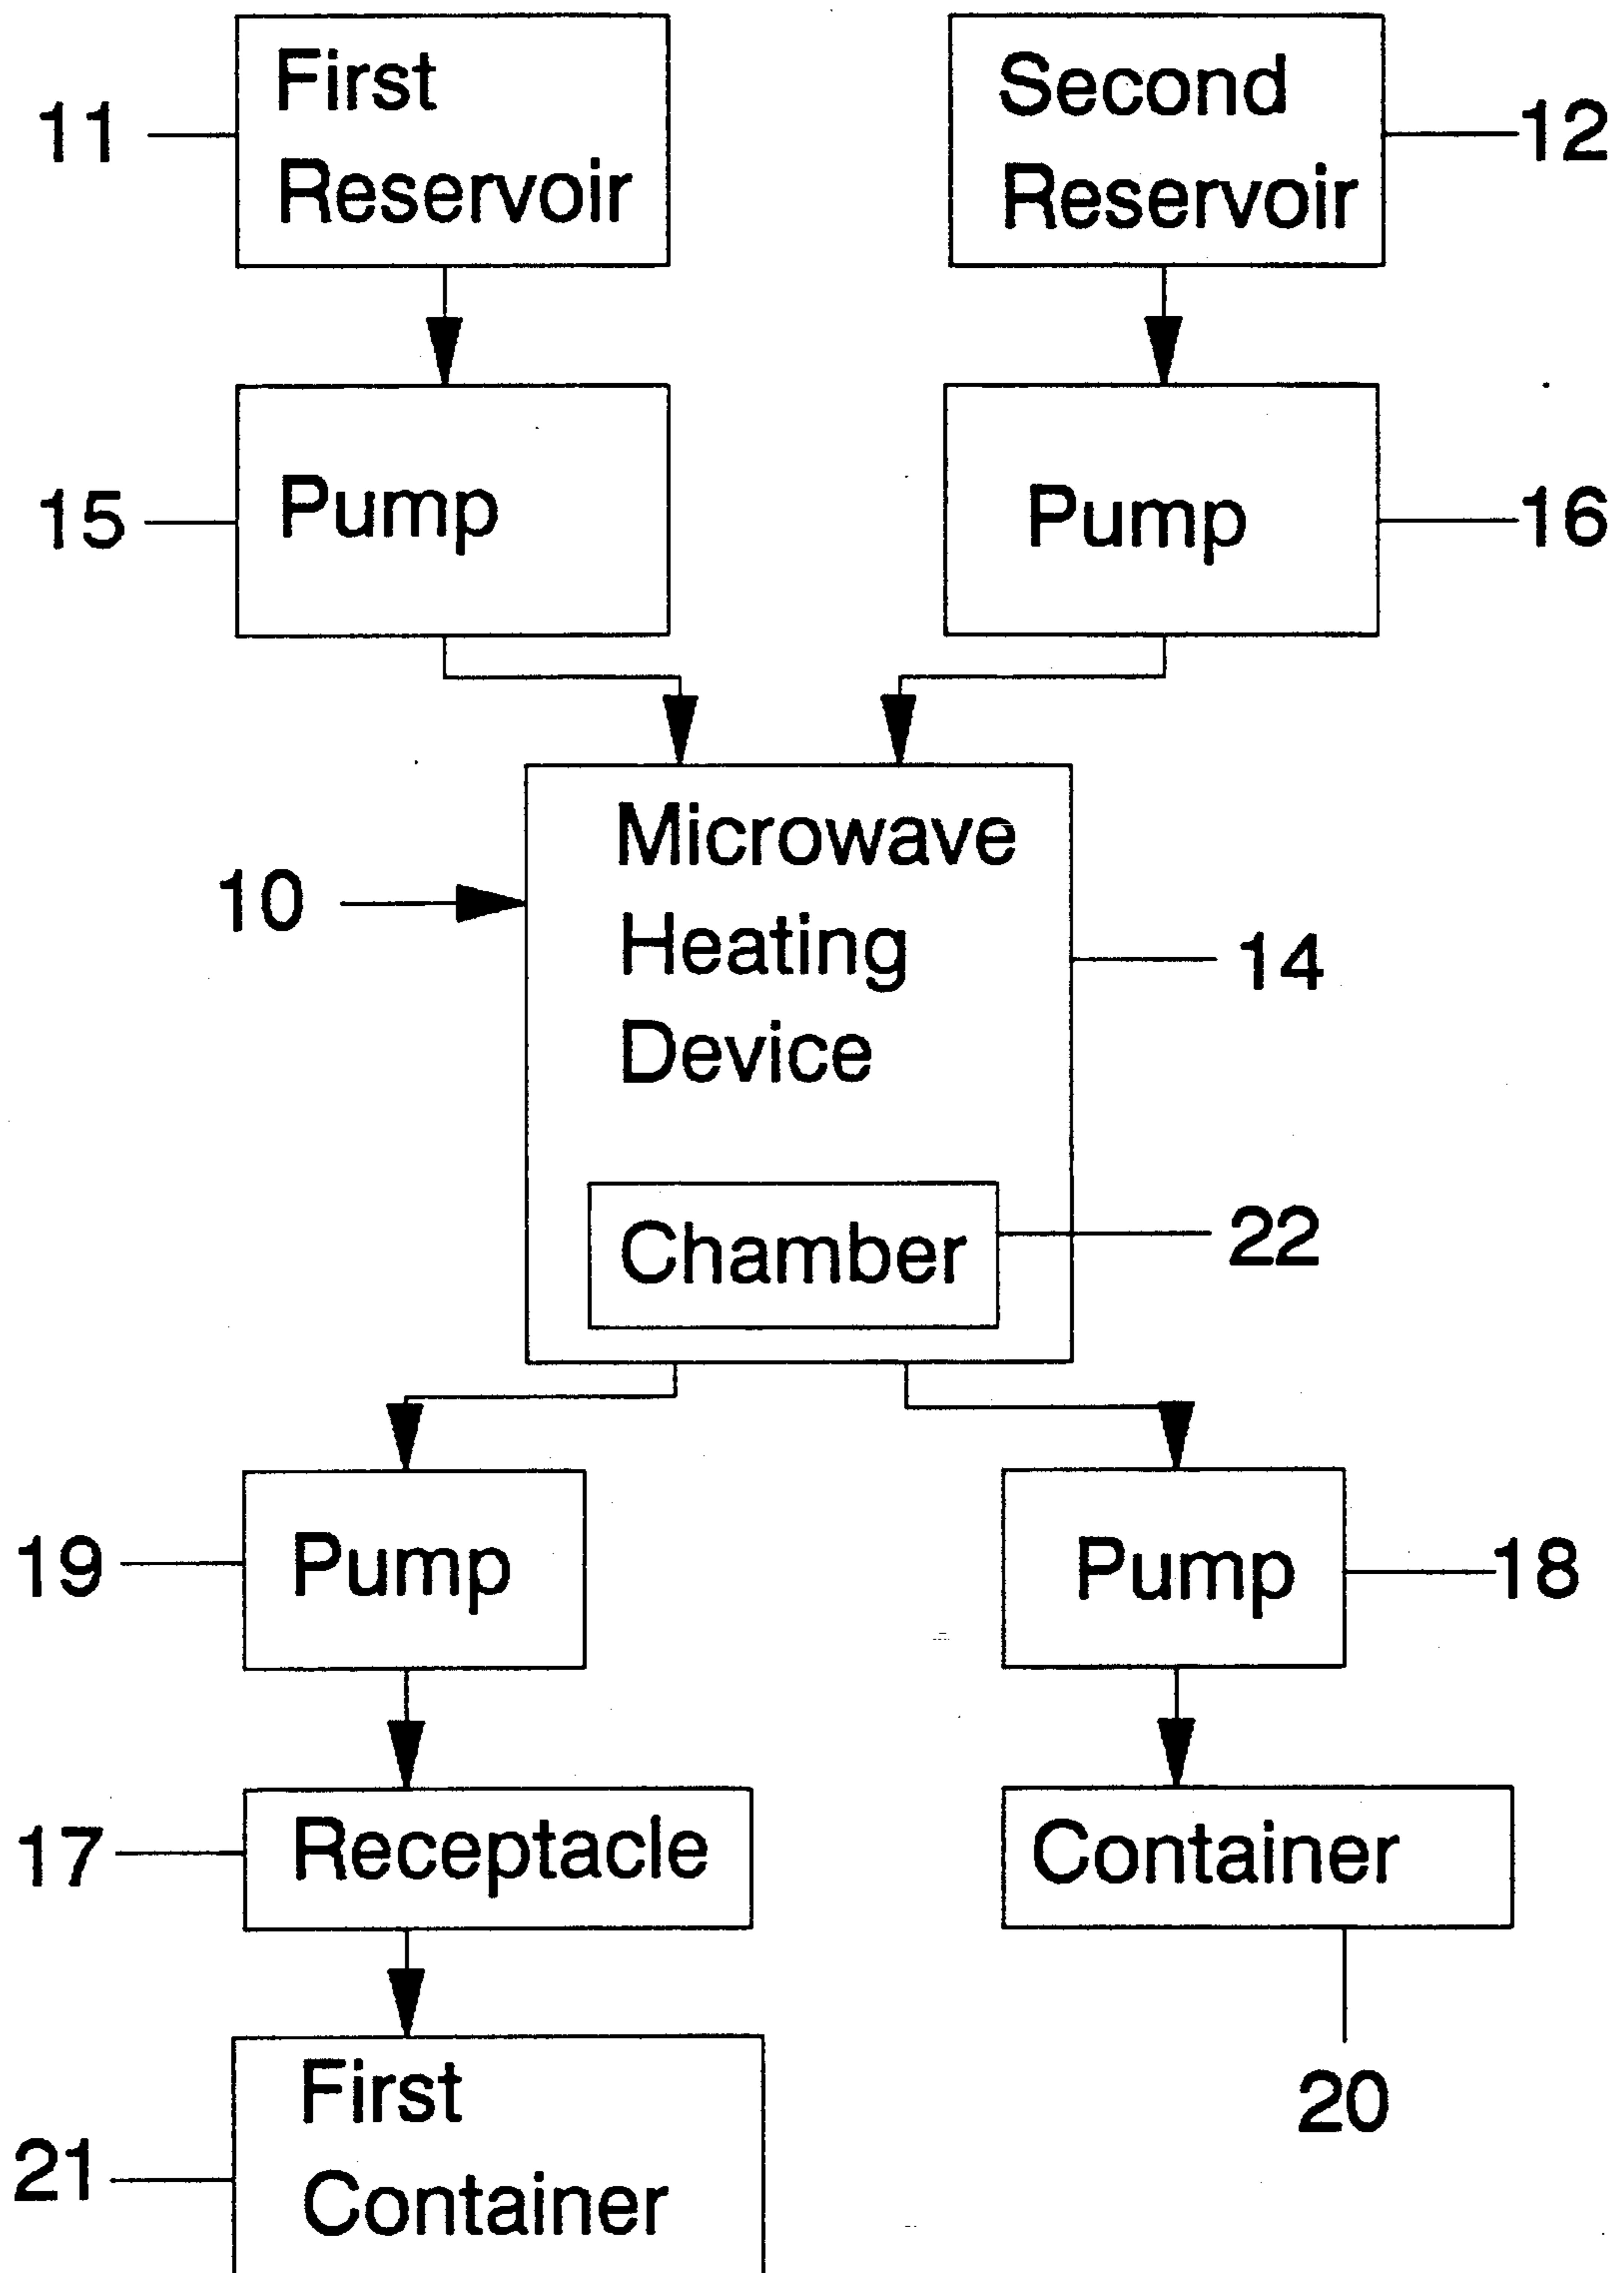 First
Reservoir
11
Second
Reservoir
12
15
Pump
Pump
16
Microwave
Heating
Device
10
14
Chamber
22
19
Pump
Pump
18
17
Receptacle
Container
20
First
Container
21